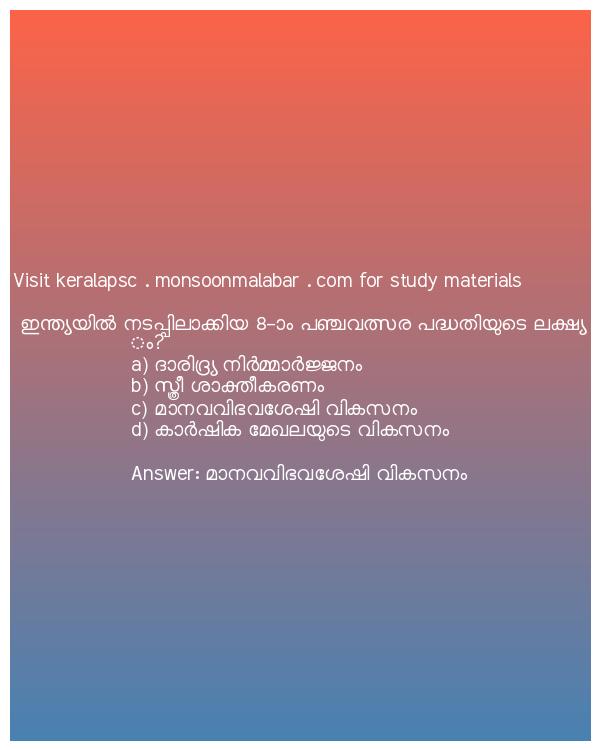 Visit keralapsc . monsoonmalabar . com for study materials
ഇന്ത്യയിൽ നടപ്പിലാക്കിയ 8-ാം പഞ്ചവത്സര പദ്ധതിയുടെ ലക്ഷ്യ
ം?
a) ദാരിദ്ര്യ നിർമ്മാർജ്ജനം
b) സ്ത്രീ ശാക്തീകരണം
c) മാനവവിഭവശേഷി വികസനം
d) കാർഷിക മേഖലയുടെ വികസനം
Answer: മാനവവിഭവശേഷി വികസനം